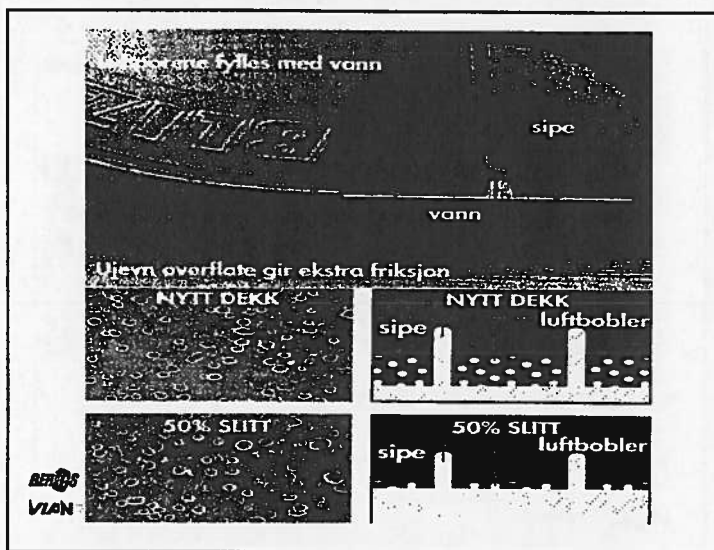 fylles med vann
sipe
vann
Ujevn overflate gir ekstra friksjon
NYTT DEKK
NYTT DEKK
sipe
luftbobler
50% SLITT
50% SLITT
sipe
luftbobler